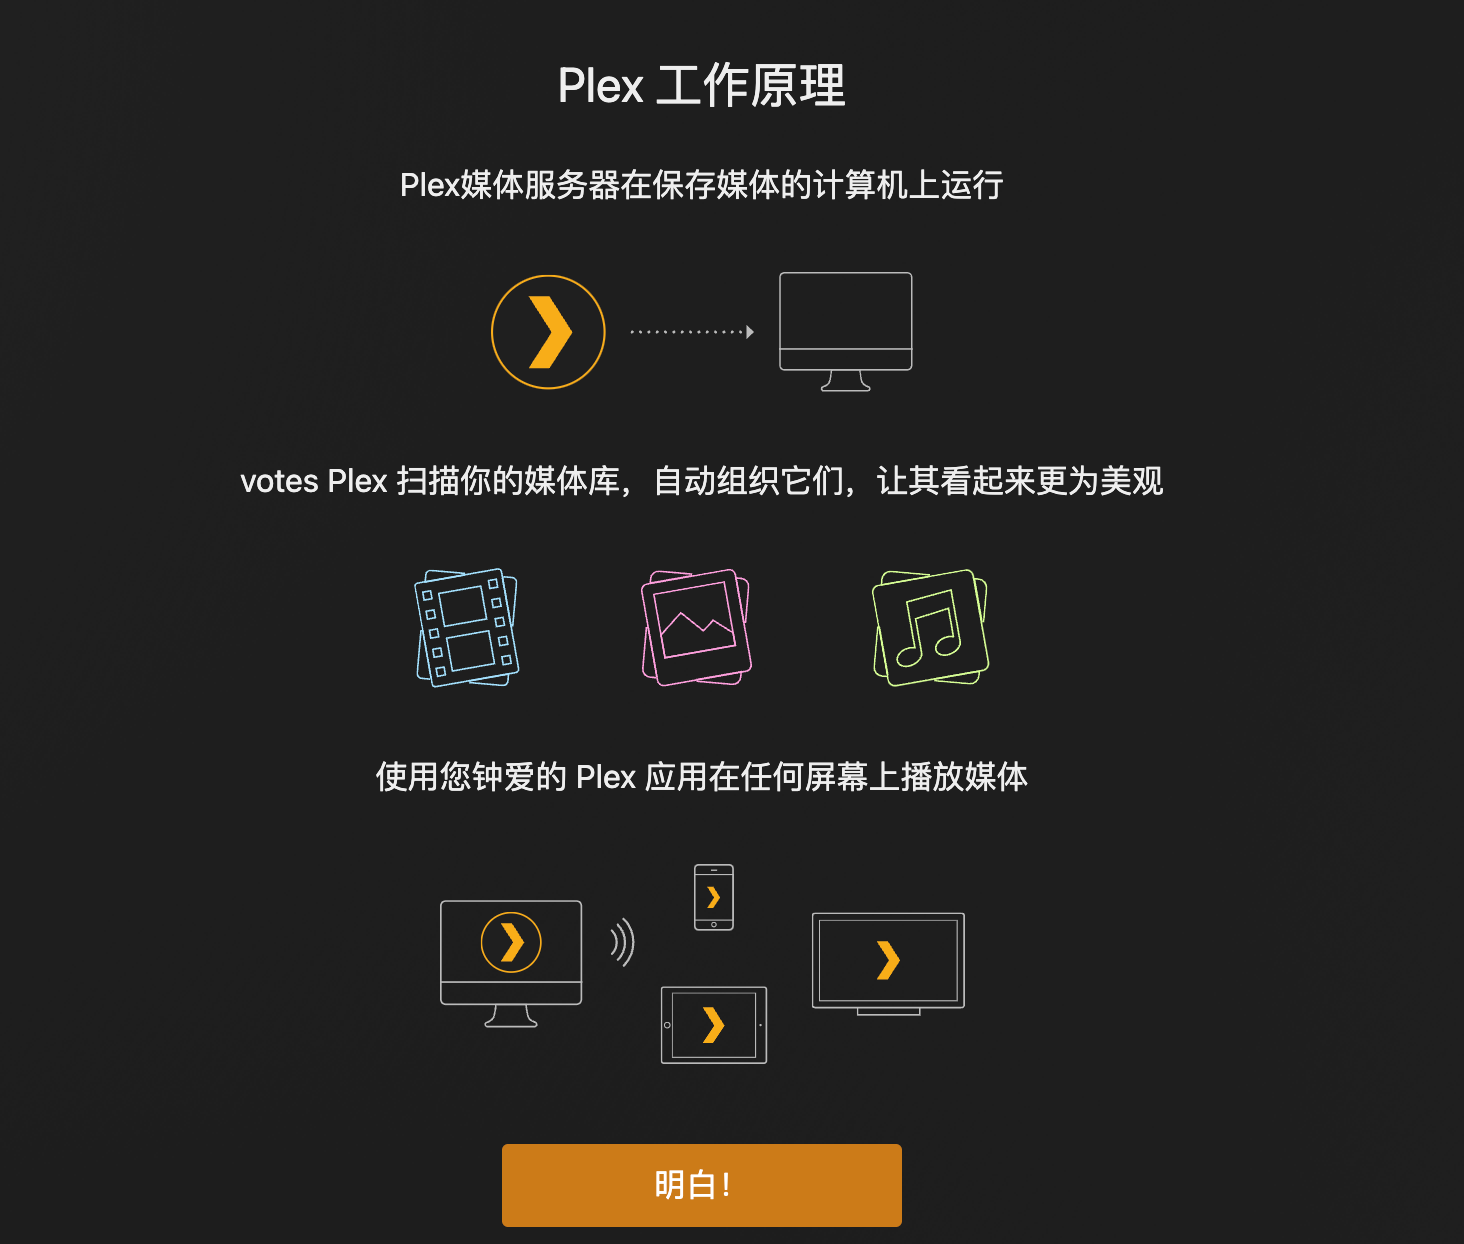 Plex 工作原理
Plex媒体服务器在保存媒体的计算机上运行
votes Plex 扫描你的媒体库，自动组织它们，让其看起来更为美观
使用您钟爱的 Plex 应用在任何屏幕上播放媒体
明白！